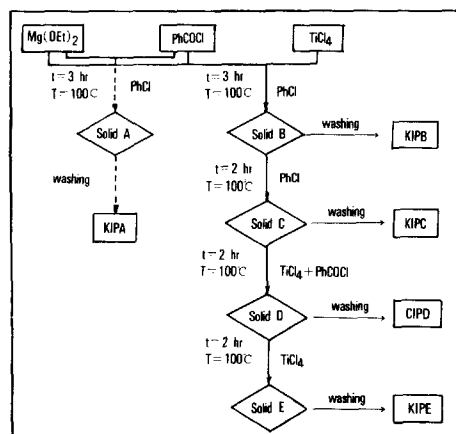 Mg(OEt)2
PhCOCl
TiCl4
t = 3 hr
T = 100℃
PhCl
t = 3 hr
T = 100℃
PhCl
Solid A
Solid B
washing
KIPB
washing
t = 2 hr
T = 100℃
PhCl
KIPA
Solid C
washing
KIPC
t = 2 hr
T = 100℃
TiCl4 + PhCOCl
Solid D
washing
CIPD
t = 2 hr
T = 100℃
TiCl4
Solid E
washing
KIPE